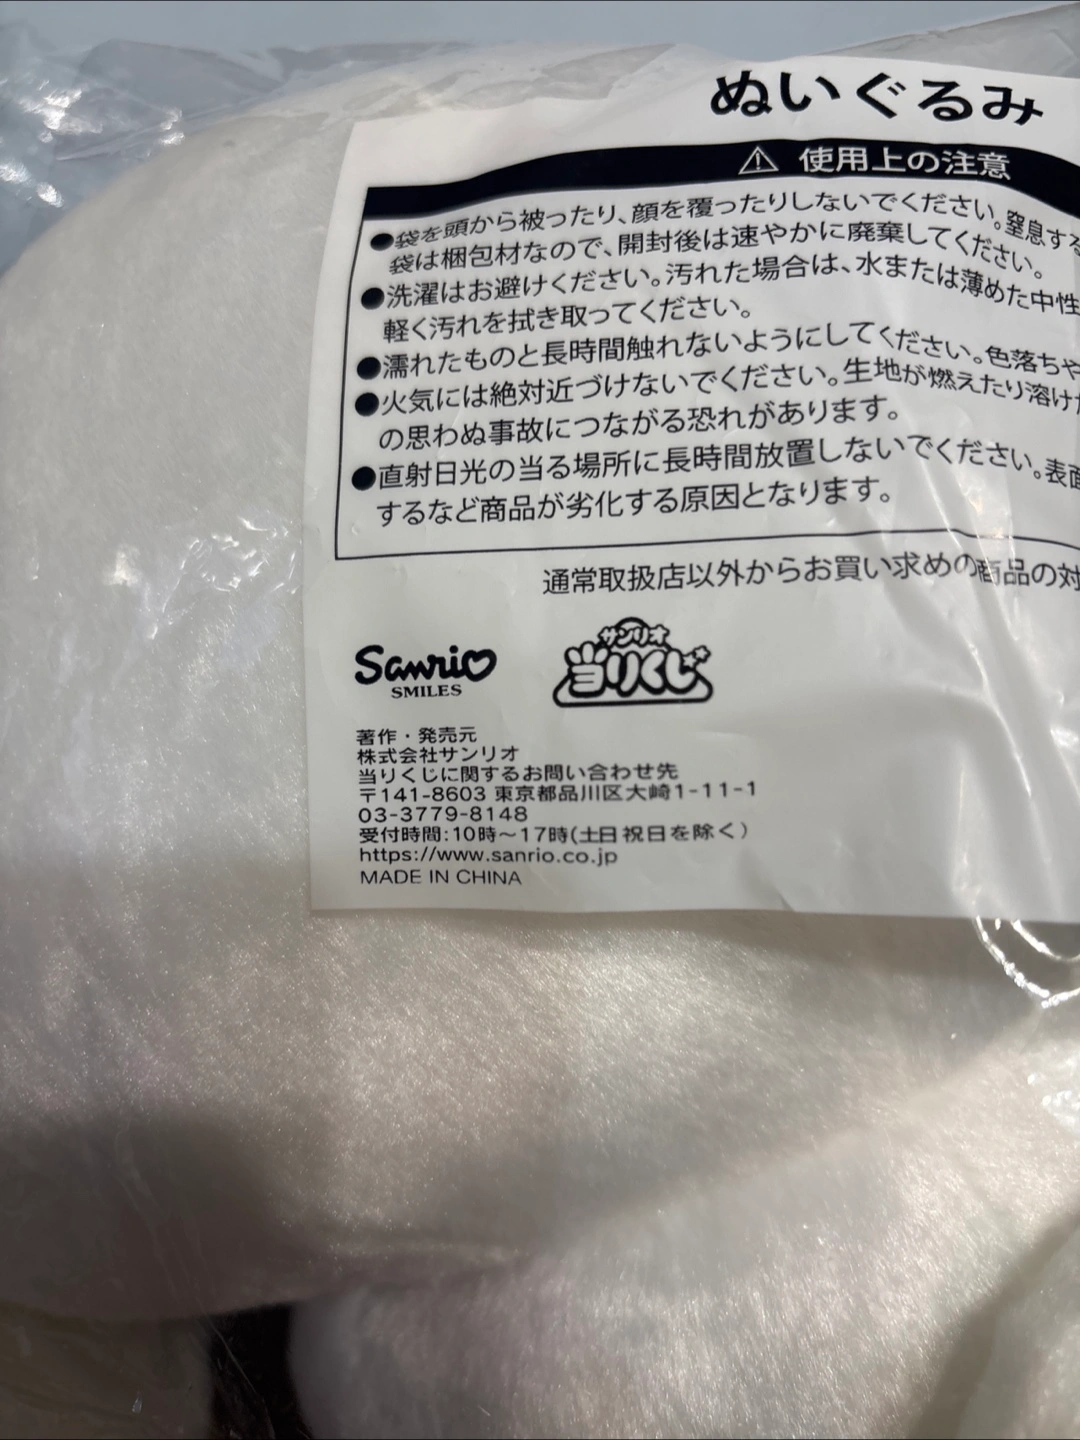 ぬいぐるみ
⚠ 使用上の注意
●袋を頭から被ったり、顔を覆ったりしないでください。窒息する
袋は梱包材なので、開封後は速やかに廃棄してください。
●洗濯はお避けください。汚れた場合は、水または薄めた中性
軽く汚れを拭き取ってください。
●濡れたものと長時間触れないようにしてください。色落ちや
●火気には絶対近づけないでください。生地が燃えたり溶けた
の思わぬ事故につながる恐れがあります。
●直射日光の当る場所に長時間放置しないでください。表面
するなど商品が劣化する原因となります。
通常取扱店以外からお買い求めの商品の対
Sanrio
SMILES
サンリオ
当りくじ
著作・発売元
株式会社サンリオ
当りくじに関するお問い合わせ先
〒141-8603 東京都品川区大崎1-11-1
03-3779-8148
受付時間:10時〜17時(土日祝日を除く)
https://www.sanrio.co.jp
MADE IN CHINA